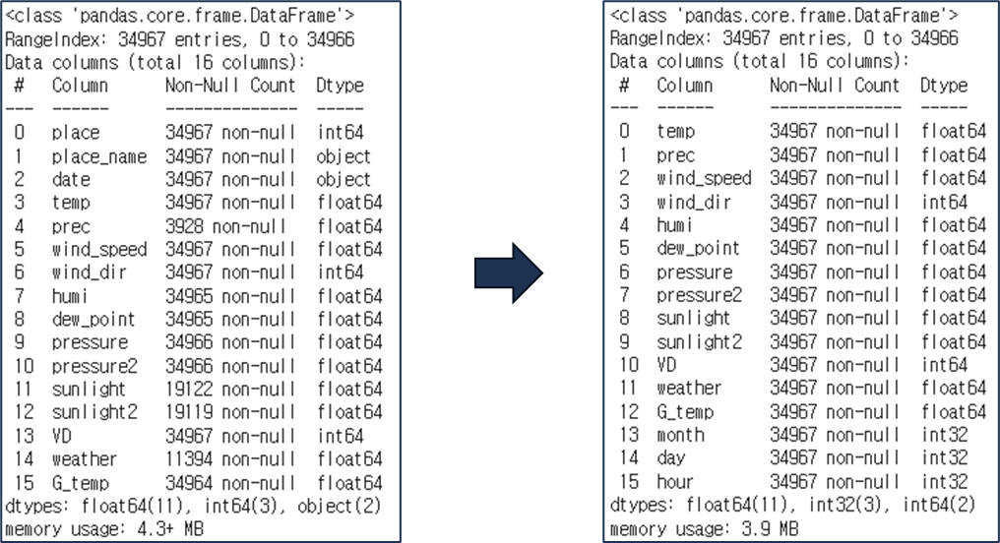 <class 'pandas.core.frame.DataFrame'>
RangeIndex: 34967 entries, 0 to 34966
Data columns (total 16 columns):
#   Column   Non-Null Count   Dtype
---  ------  --------------  -----
0   place   34967 non-null   int64
1   place_name   34967 non-null   object
2   date   34967 non-null   object
3   temp   34967 non-null   float64
4   prec   3928 non-null   float64
5   wind_speed   34967 non-null   float64
6   wind_dir   34967 non-null   int64
7   humi   34965 non-null   float64
8   dew_point   34965 non-null   float64
9   pressure   34966 non-null   float64
10   pressure2   34966 non-null   float64
11   sunlight   19122 non-null   float64
12   sunlight2   19119 non-null   float64
13   VD   34967 non-null   int64
14   weather   11394 non-null   float64
15   G_temp   34964 non-null   float64
dtypes: float64(11), int64(3), object(2)
memory usage: 4.3+ MB
<class 'pandas.core.frame.DataFrame'>
RangeIndex: 34967 entries, 0 to 34966
Data columns (total 16 columns):
#   Column   Non-Null Count   Dtype
---  ------  --------------  -----
0   temp   34967 non-null   float64
1   prec   34967 non-null   float64
2   wind_speed   34967 non-null   float64
3   wind_dir   34967 non-null   int64
4   humi   34967 non-null   float64
5   dew_point   34967 non-null   float64
6   pressure   34967 non-null   float64
7   pressure2   34967 non-null   float64
8   sunlight   34967 non-null   float64
9   sunlight2   34967 non-null   float64
10   VD   34967 non-null   int64
11   weather   34967 non-null   float64
12   G_temp   34967 non-null   float64
13   month   34967 non-null   int32
14   day   34967 non-null   int32
15   hour   34967 non-null   int32
dtypes: float64(11), int32(3), int64(2)
memory usage: 3.9 MB